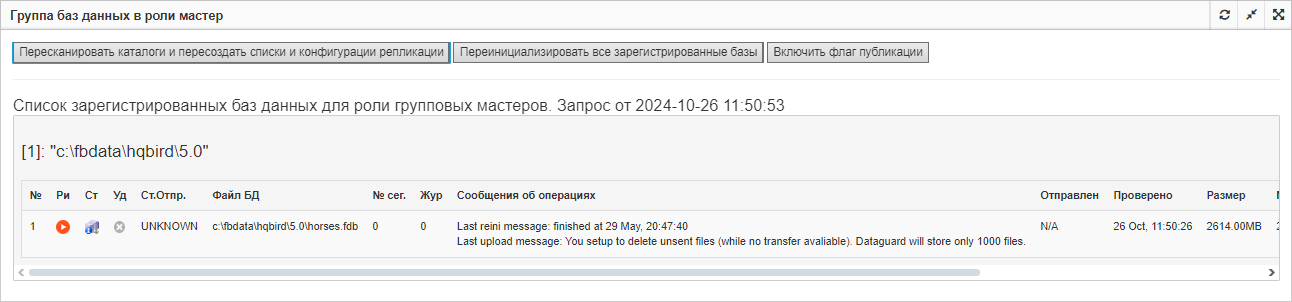 Группа баз данных в роли мастер
Пересканировать каталоги и пересоздать списки и конфигурации репликации Переинициализировать все зарегистрированные базы Включить флаг публикации
Список зарегистрированных баз данных для роли групповых мастеров. Запрос от 2024-10-26 11:50:53
[1]: "c:\fbdata\hqbird\5.0"
№ Ри Ст Уд Ст.Отпр. Файл БД № сег. Жур Сообщения об операциях Отправлен Проверено Размер
1 UNKNOWN c:\fbdata\hqbird\5.0\horses.fdb 0 0 Last reini message: finished at 29 May, 20:47:40 N/A 26 Oct, 11:50:26 2614.00MB
Last upload message: You setup to delete unsent files (while no transfer avaliable). Dataguard will store only 1000 files.